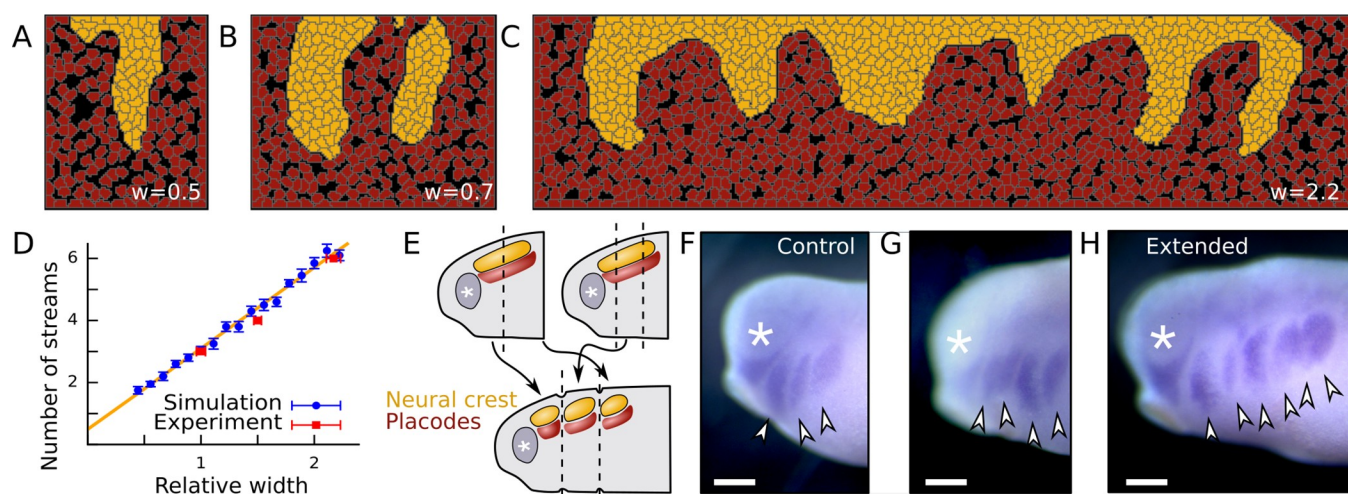 A
w=0.5
B
w=0.7
C
w=2.2
D
Number of streams
6
4
2
Simulation
Experiment
1
2
Relative width
E
*
*
Neural crest
Placodes
*
F
Control
*
G
*
H
Extended
*